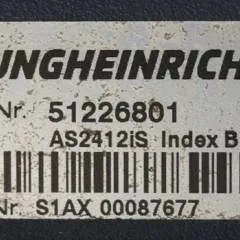 UNGHEINRICH
Nr. 51226801
AS2412iS Index B
Nr S1AX 00087677